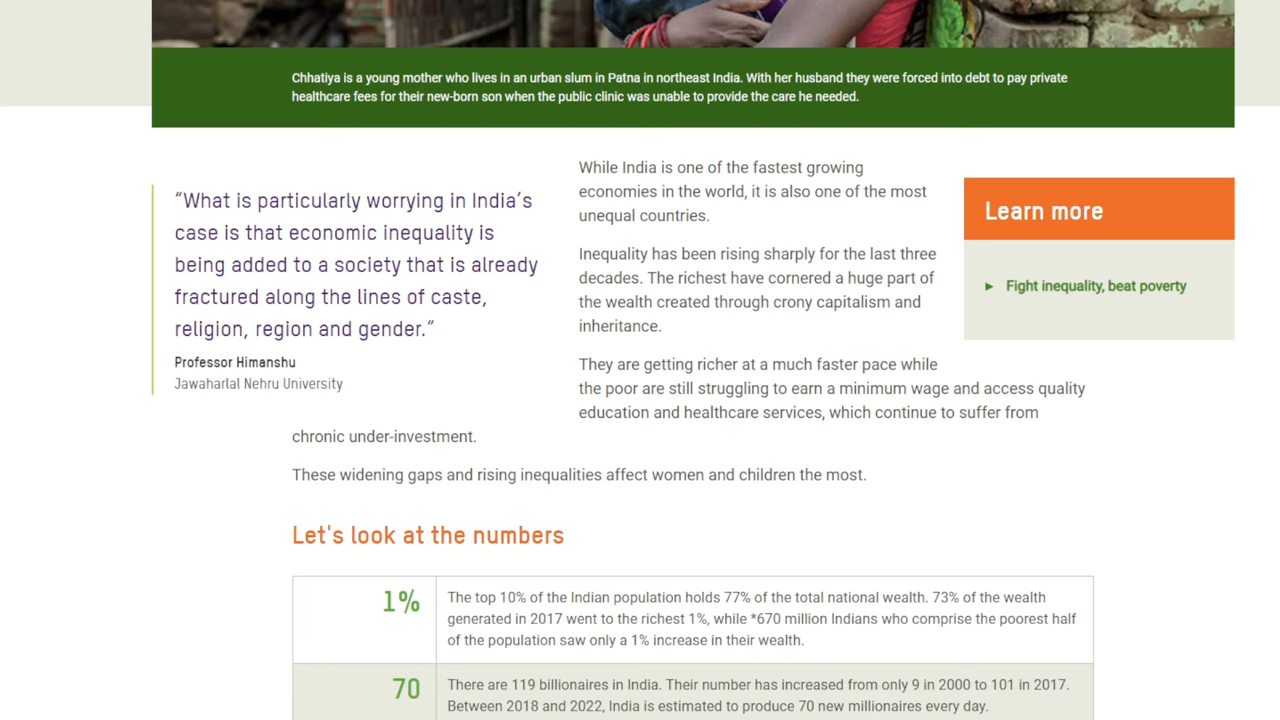 Chhatiya is a young mother who lives in an urban slum in Patna in northeast India. With her husband they were forced into debt to pay private
healthcare fees for their new-born son when the public clinic was unable to provide the care he needed.
“What is particularly worrying in India’s
case is that economic inequality is
being added to a society that is already
fractured along the lines of caste,
religion, region and gender.”
Professor Himanshu
Jawaharlal Nehru University
While India is one of the fastest growing
economies in the world, it is also one of the most
unequal countries.
Inequality has been rising sharply for the last three
decades. The richest have cornered a huge part of
the wealth created through crony capitalism and
inheritance.
They are getting richer at a much faster pace while
the poor are still struggling to earn a minimum wage and access quality
education and healthcare services, which continue to suffer from
chronic under-investment.
These widening gaps and rising inequalities affect women and children the most.
Learn more
Fight inequality, beat poverty
Let's look at the numbers
1%
The top 10% of the Indian population holds 77% of the total national wealth. 73% of the wealth
generated in 2017 went to the richest 1%, while *670 million Indians who comprise the poorest half
of the population saw only a 1% increase in their wealth.
70
There are 119 billionaires in India. Their number has increased from only 9 in 2000 to 101 in 2017.
Between 2018 and 2022, India is estimated to produce 70 new millionaires every day.